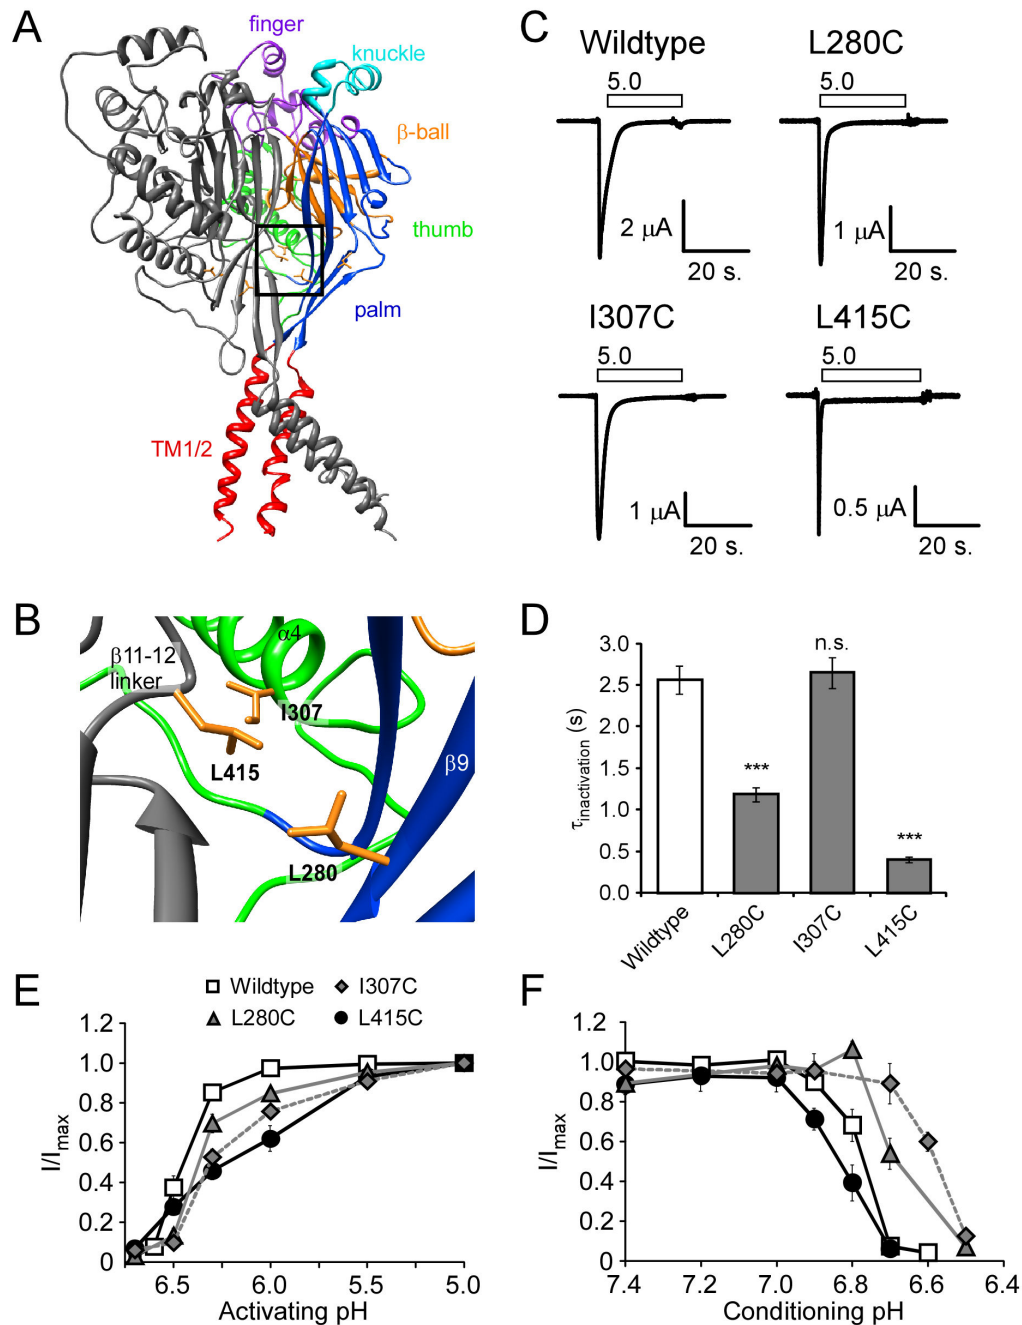 A
finger
knuckle
β-ball
thumb
palm
TM1/2
C
Wildtype
5.0
2 μA
20 s.
L280C
5.0
1 μA
20 s.
I307C
5.0
1 μA
20 s.
L415C
5.0
0.5 μA
20 s.
B
α4
β11-12
linker
I307
L415
β9
L280
D
3.0
2.5
2.0
1.5
1.0
0.5
0.0
τinactivation (s)
***
n.s.
***
Wildtype
L280C
I307C
L415C
E
Wildtype
I307C
L280C
L415C
1.2
1.0
0.8
0.6
0.4
0.2
0
I/Imax
6.5
6.0
5.5
5.0
Activating pH
F
1.2
1.0
0.8
0.6
0.4
0.2
0
I/Imax
7.4
7.2
7.0
6.8
6.6
6.4
Conditioning pH